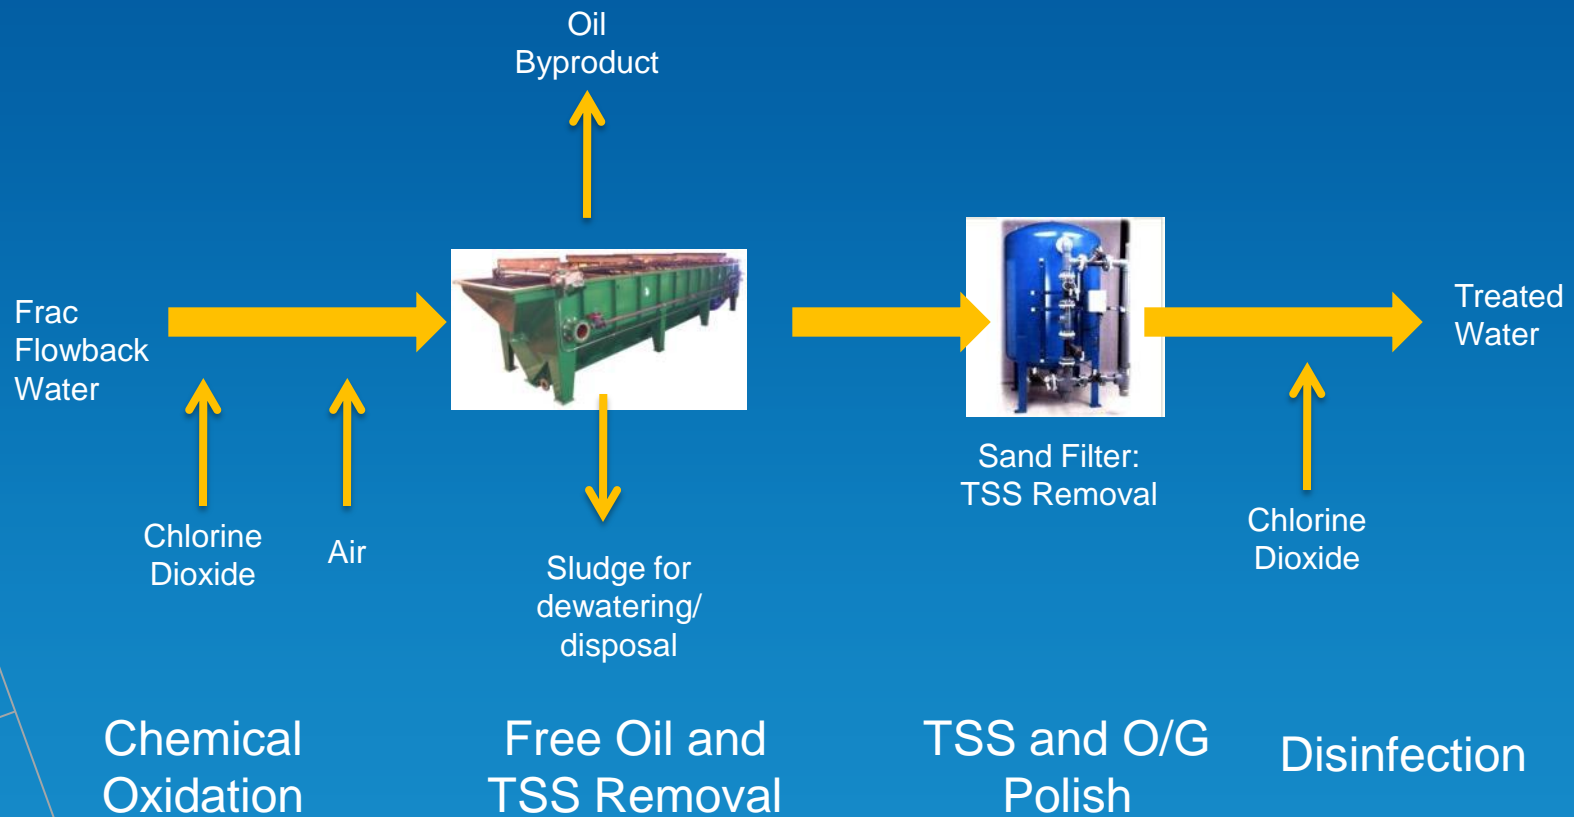 Oil
Byproduct
Frac
Flowback
Water
Treated
Water
Sand Filter:
TSS Removal
Chlorine
Dioxide
Air
Chlorine
Dioxide
Sludge for
dewatering/
disposal
Chemical
Oxidation
Free Oil and
TSS Removal
TSS and O/G
Polish
Disinfection